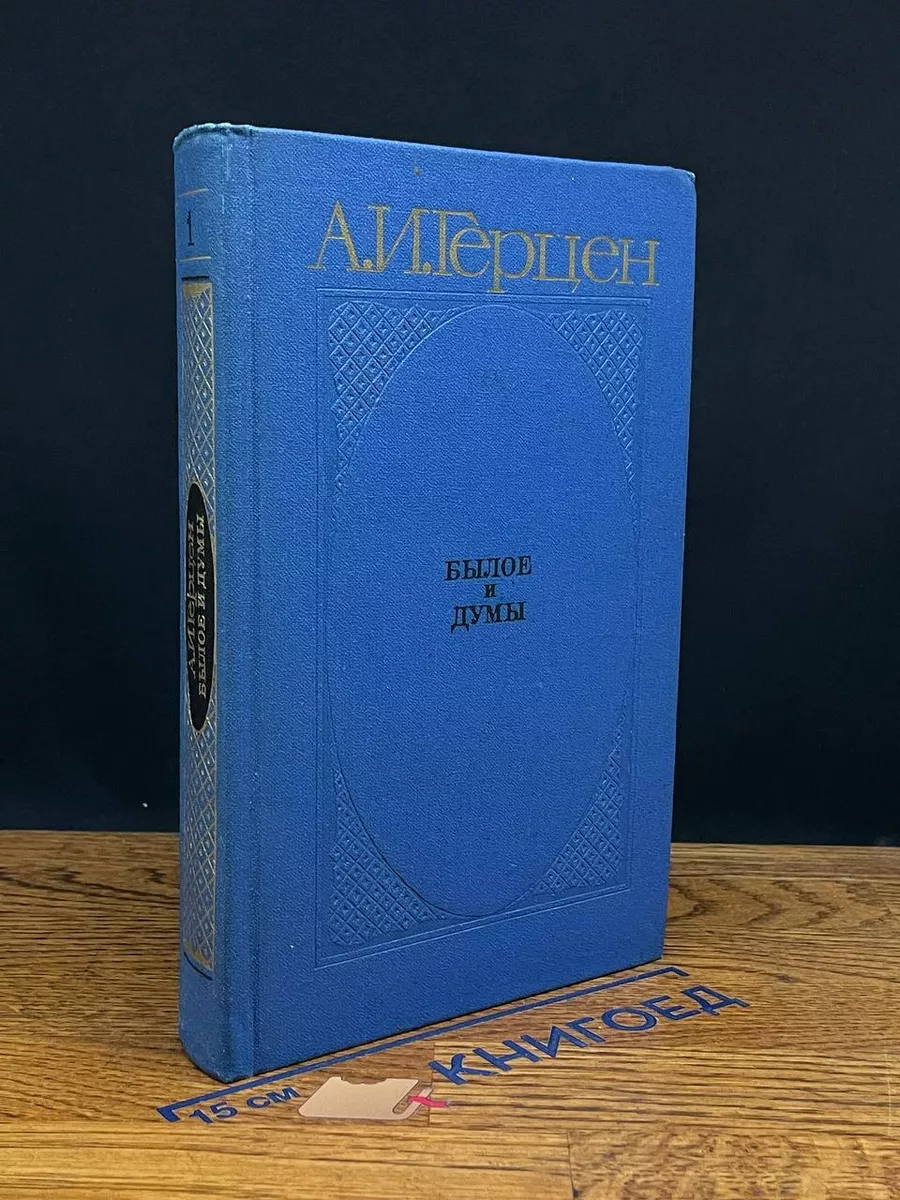 1
А.И.Герцен
БЫЛОЕ И ДУМЫ
А.И.Герцен
БЫЛОЕ
и
ДУМЫ
15 см
КНИГОЕД